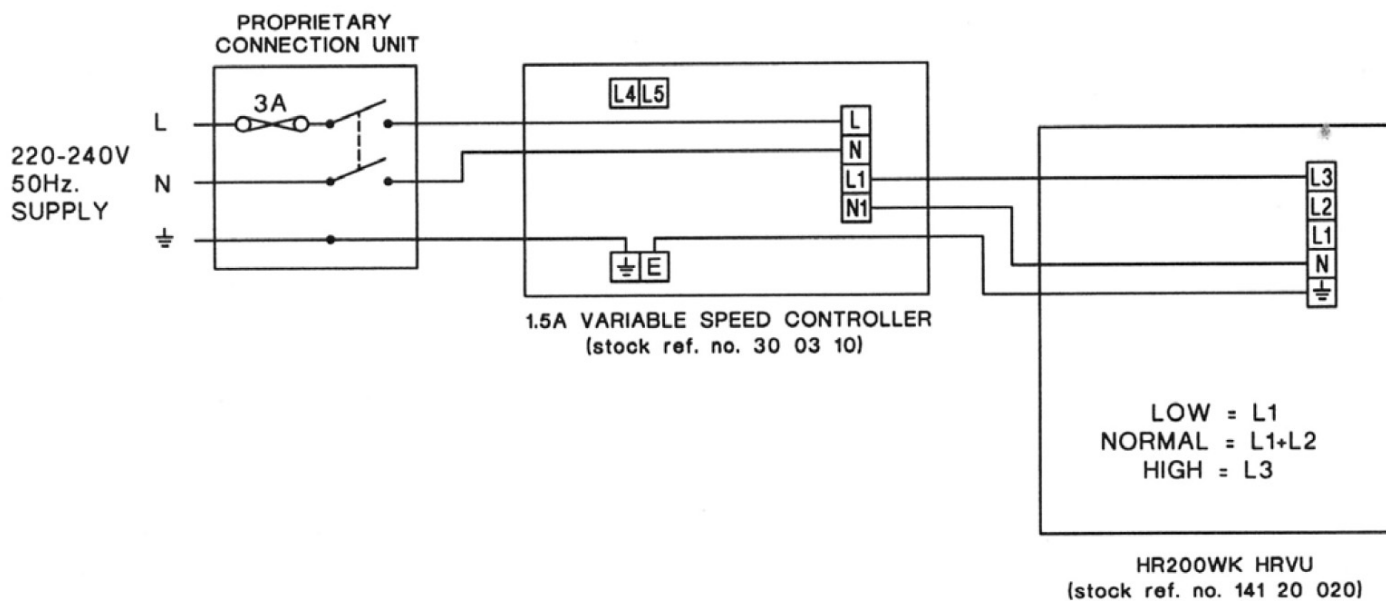 PROPRIETARY
CONNECTION UNIT
3A
L
220-240V
50Hz.
SUPPLY
N
L4 L5
L
N
L1
N1
E
1.5A VARIABLE SPEED CONTROLLER
(stock ref. no. 30 03 10)
L3
L2
L1
N
LOW = L1
NORMAL = L1+L2
HIGH = L3
HR200WK HRVU
(stock ref. no. 141 20 020)